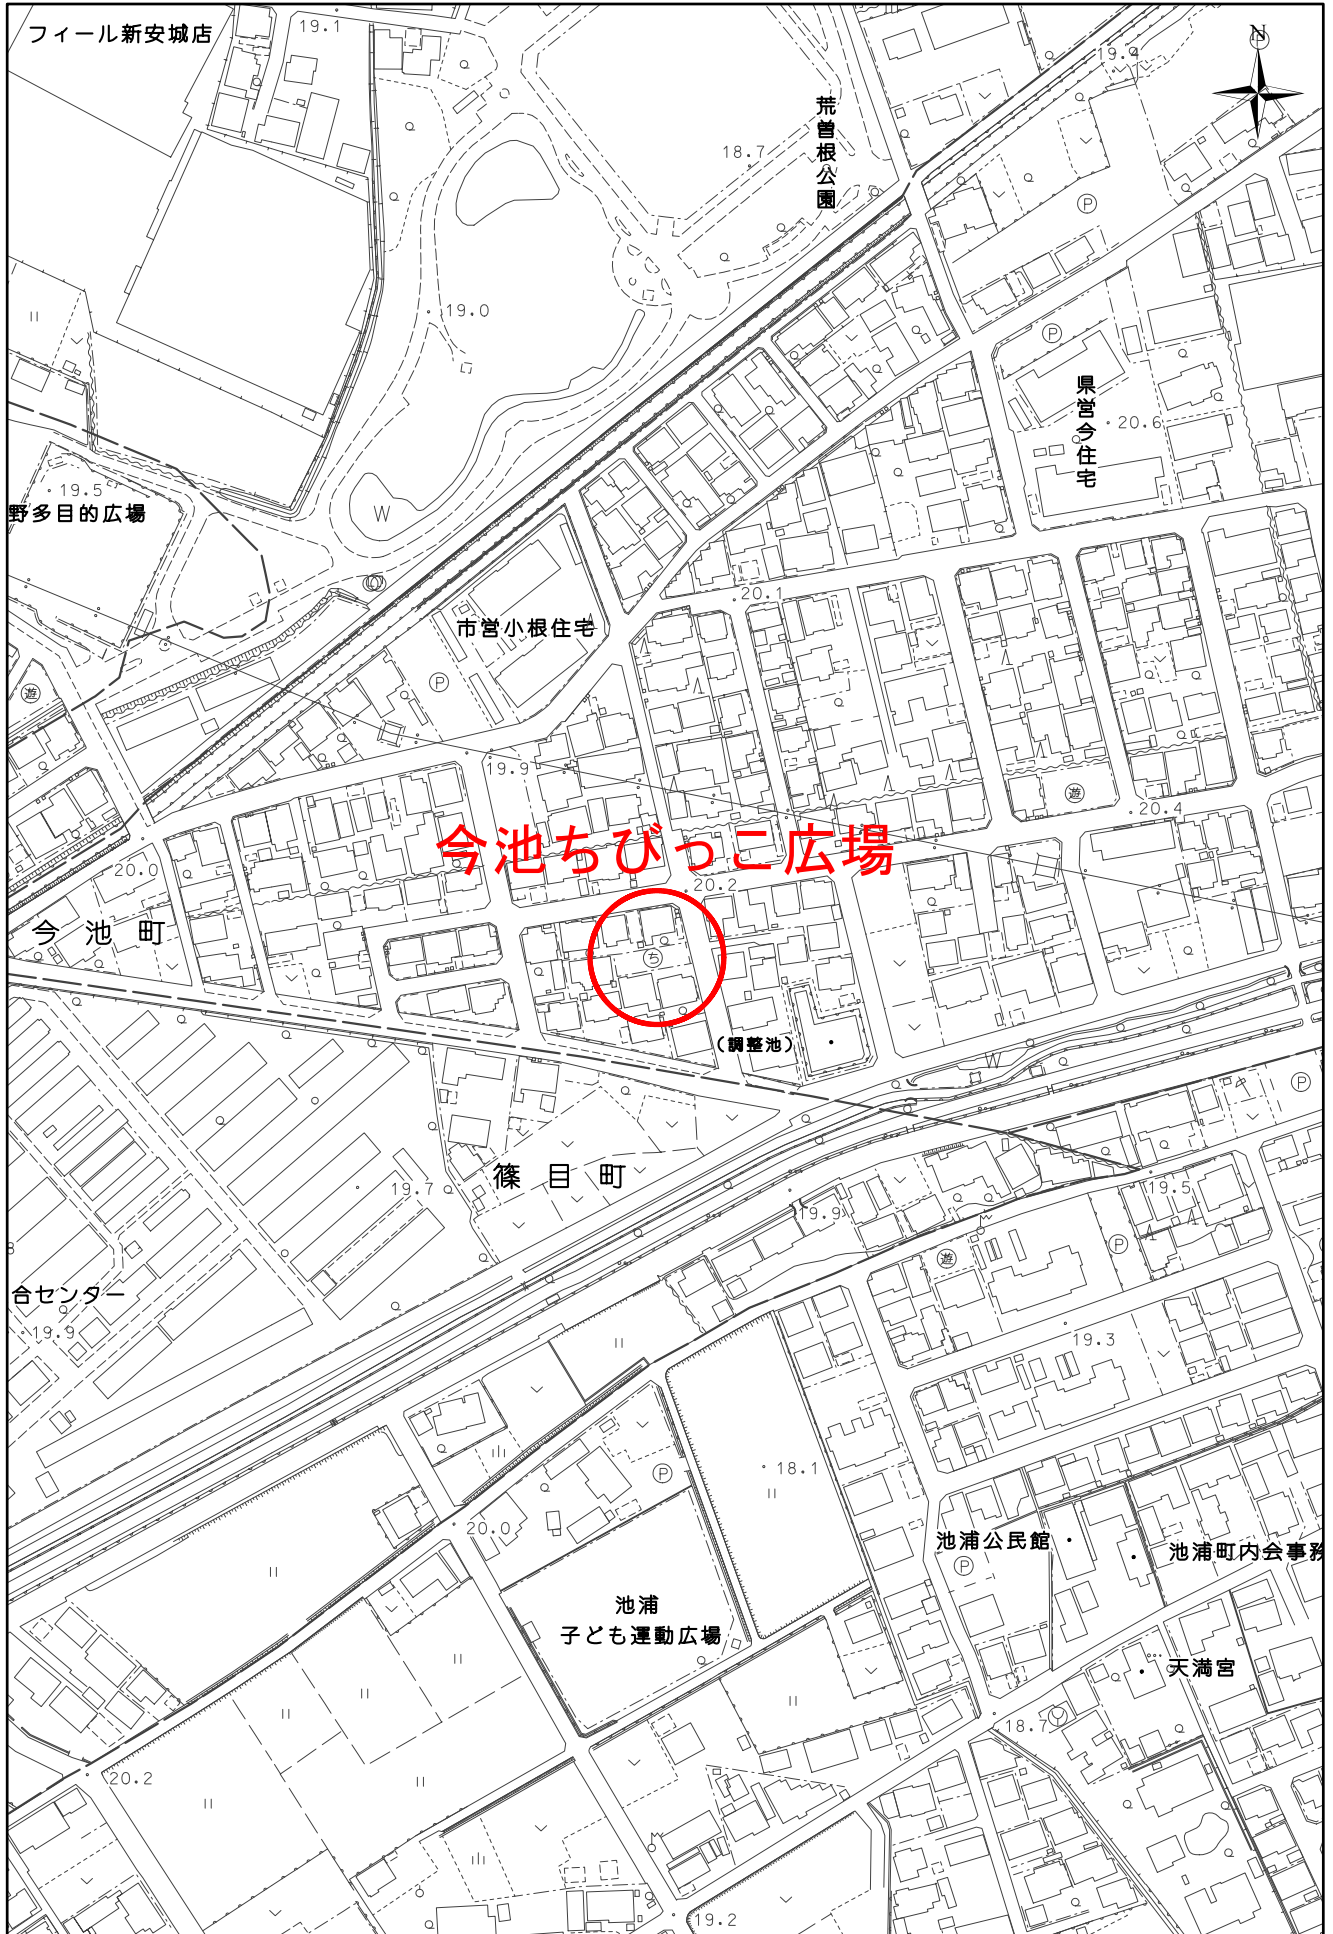 フィール新安城店
19.1
N
19.4
荒曽根公園
18.7
P
19.0
P
県営今住宅
20.6
19.5
野多目的広場
W
20.1
市営小根住宅
P
遊
19.9
遊
20.4
今池ちびっこ広場
20.0
20.2
今池町
ち
(調整池)
W
P
篠目町
19.7
19.5
19.9
遊
P
合センター
19.9
19.3
18.1
P
20.0
池浦公民館
池浦町内会事務
P
池浦
子ども運動広場
天満宮
18.7
20.2
19.2